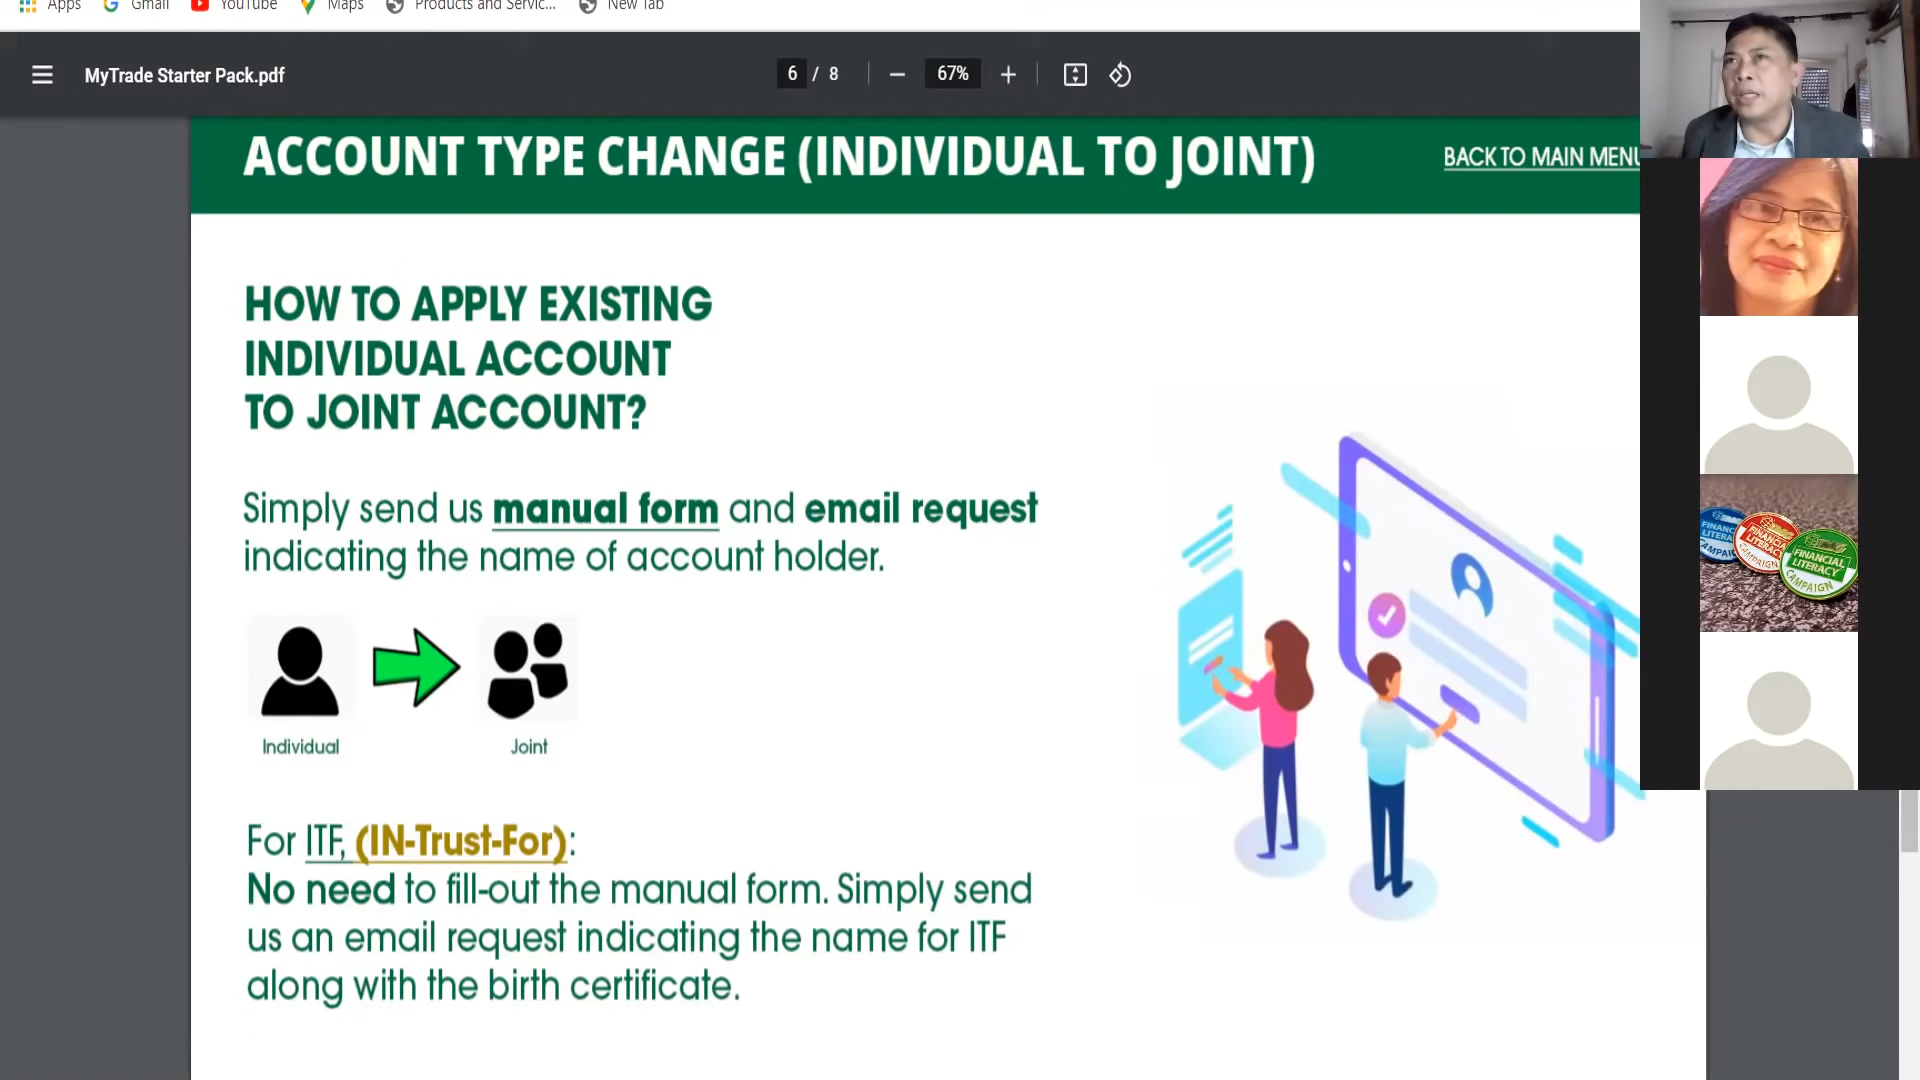 Apps Gmail YouTube Maps Products and Servic... New Tab
MyTrade Starter Pack.pdf
6 / 8
67%
ACCOUNT TYPE CHANGE (INDIVIDUAL TO JOINT)
BACK TO MAIN MENU
HOW TO APPLY EXISTING
INDIVIDUAL ACCOUNT
TO JOINT ACCOUNT?
Simply send us manual form and email request
indicating the name of account holder.
Individual
Joint
For ITF, (IN-Trust-For):
No need to fill-out the manual form. Simply send
us an email request indicating the name for ITF
along with the birth certificate.
FINANCIAL
LITERACY
CAMPAIGN
FINANCIAL
LITERACY
CAMPAIGN